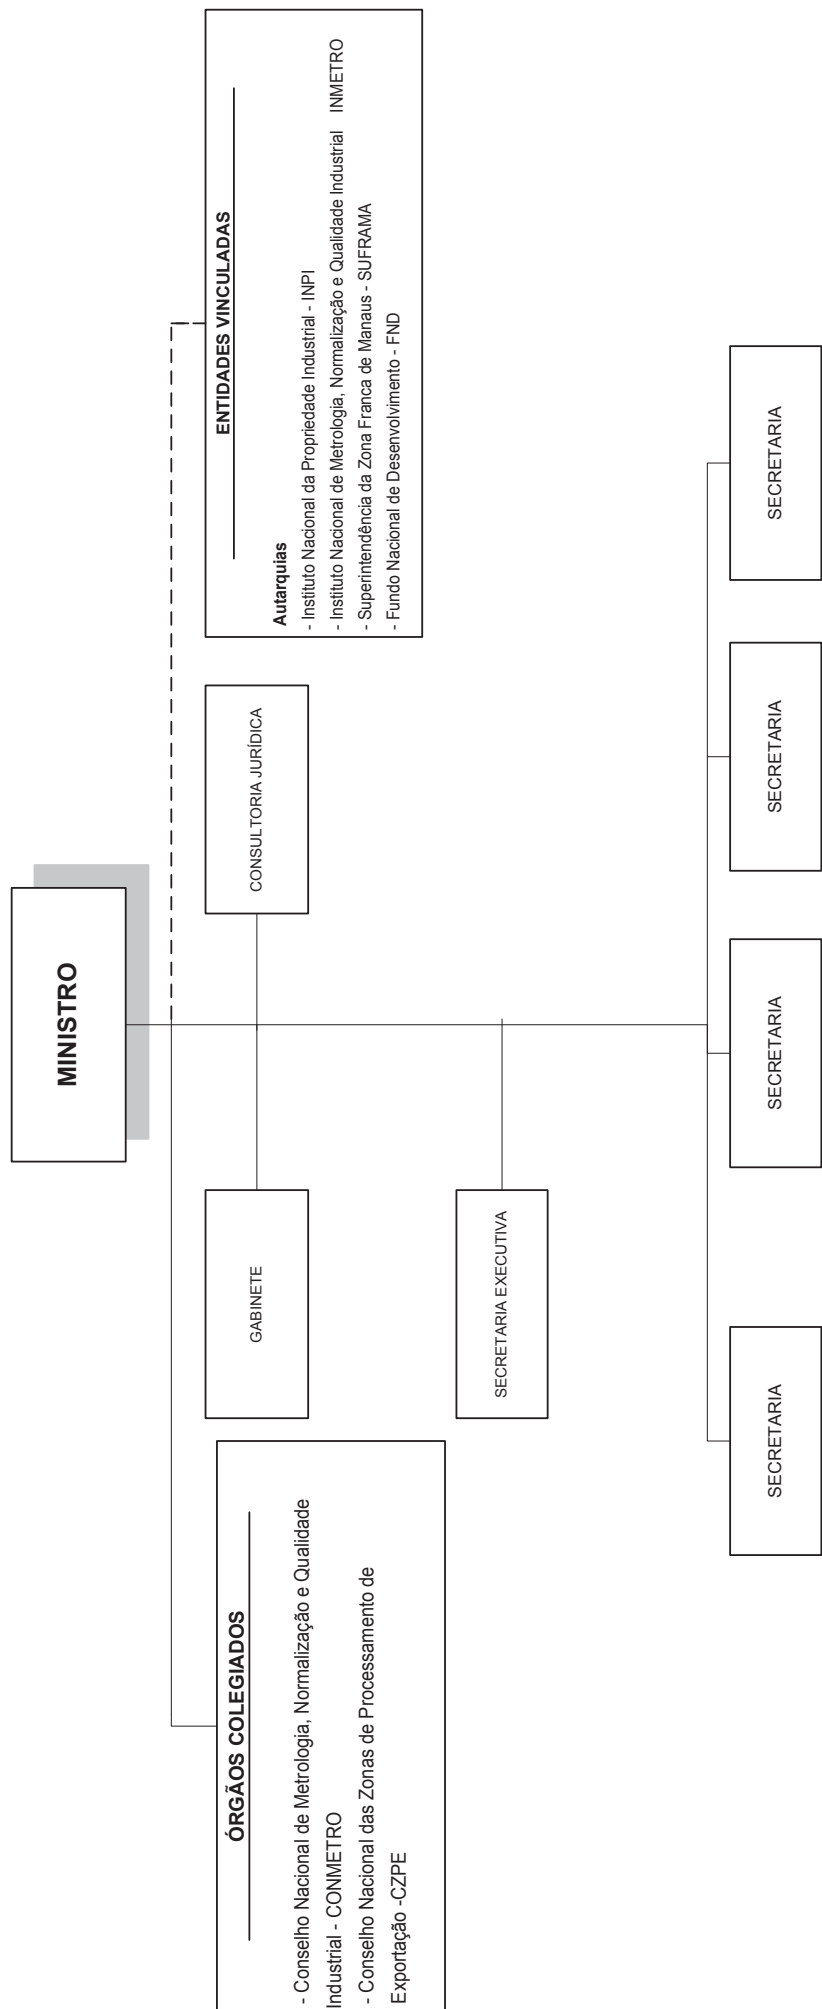 MINISTRO
ÓRGÃOS COLEGIADOS
- Conselho Nacional de Metrologia, Normalização e Qualidade
Industrial - CONMETRO
- Conselho Nacional das Zonas de Processamento de
Exportação -CZPE
GABINETE
CONSULTORIA JURÍDICA
ENTIDADES VINCULADAS
Autarquias
- Instituto Nacional da Propriedade Industrial - INPI
- Instituto Nacional de Metrologia, Normalização e Qualidade Industrial INMETRO
- Superintendência da Zona Franca de Manaus - SUFRAMA
- Fundo Nacional de Desenvolvimento - FND
SECRETARIA EXECUTIVA
SECRETARIA
SECRETARIA
SECRETARIA
SECRETARIA